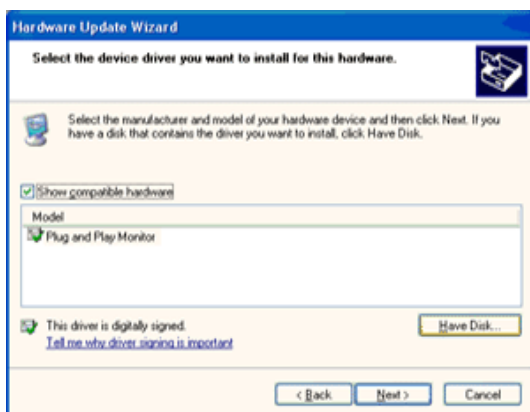 Hardware Update Wizard
Select the device driver you want to install for this hardware.
Select the manufacturer and model of your hardware device and then click Next. If you
have a disk that contains the driver you want to install, click Have Disk.
Show compatible hardware
Model
Plug and Play Monitor
This driver is digitally signed.
Have Disk...
Tell me why driver signing is important
< Back
Next >
Cancel